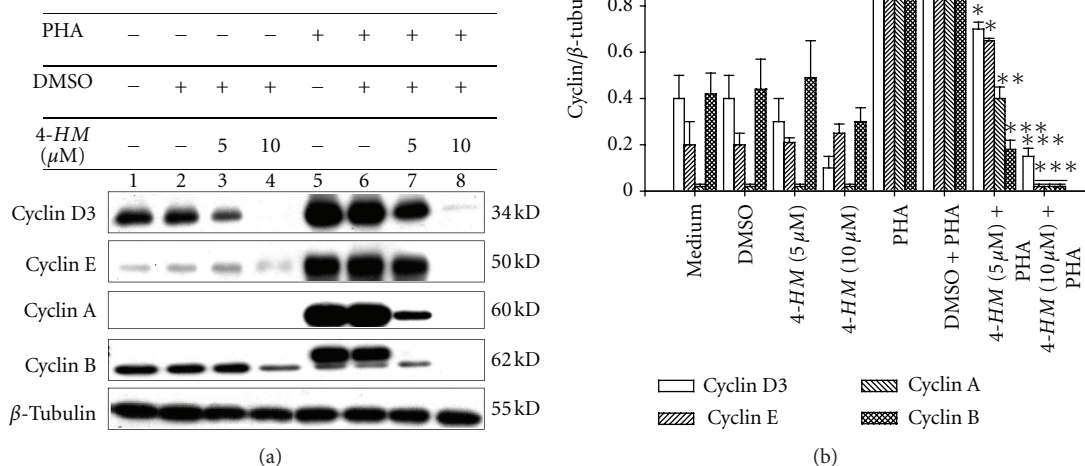 PHA − − − − + + + +
DMSO − + + + − + + +
4-HM (μM) − − 5 10 − − 5 10
1 2 3 4 5 6 7 8
Cyclin D3 34 kD
Cyclin E 50 kD
Cyclin A 60 kD
Cyclin B 62 kD
β-Tubulin 55 kD
(a)
Cyclin/β-tubu
0.8
0.6
0.4
0.2
0
∗
∗
∗∗
∗∗∗
∗∗∗
∗∗∗
Medium
DMSO
4-HM (5 μM)
4-HM (10 μM)
PHA
DMSO + PHA
4-HM (5 μM) +
PHA
4-HM (10 μM) +
PHA
Cyclin D3
Cyclin E
Cyclin A
Cyclin B
(b)